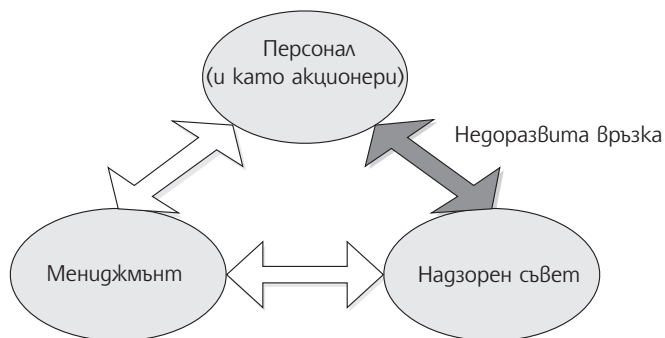 Персонал
(и като акционери)
Недоразвита връзка
Мениджмънт
Надзорен съвет